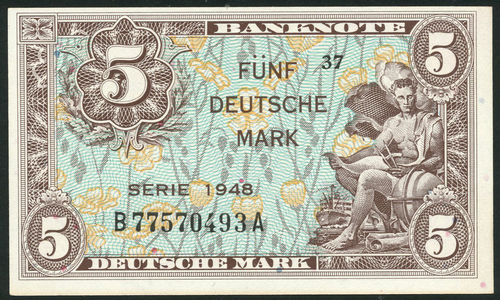 BANKNOTE
5
5
37
FÜNF
DEUTSCHE
MARK
SERIE 1948
B77570493A
5
5
DEUTSCHE MARK